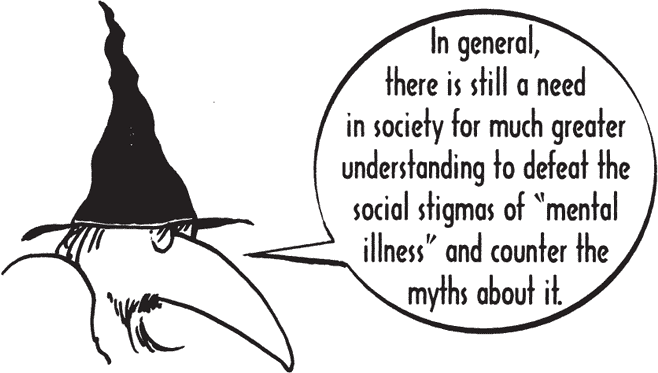 In general,
there is still a need
in society for much greater
understanding to defeat the
social stigmas of “mental
illness” and counter the
myths about it.